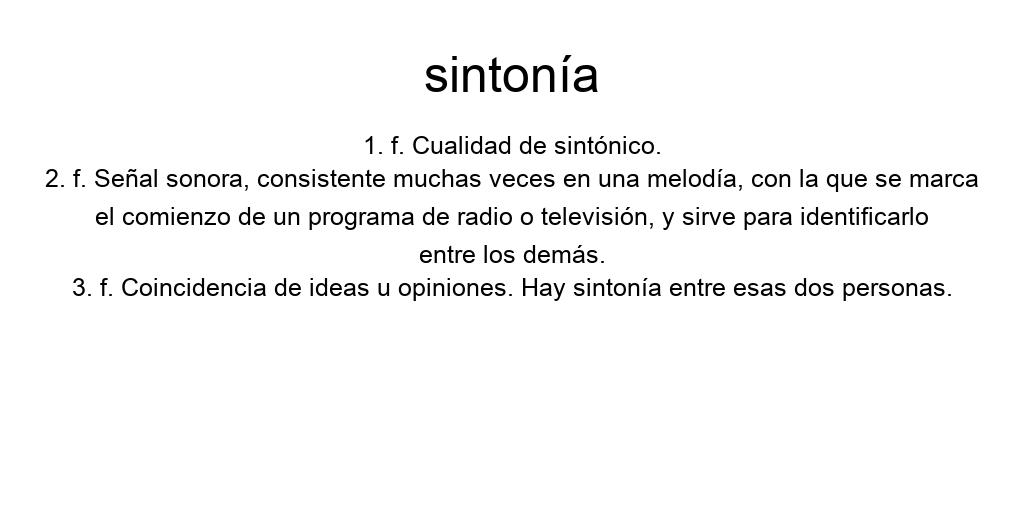 sintonía
1. f. Cualidad de sintónico.
2. f. Señal sonora, consistente muchas veces en una melodía, con la que se marca
el comienzo de un programa de radio o televisión, y sirve para identificarlo
entre los demás.
3. f. Coincidencia de ideas u opiniones. Hay sintonía entre esas dos personas.